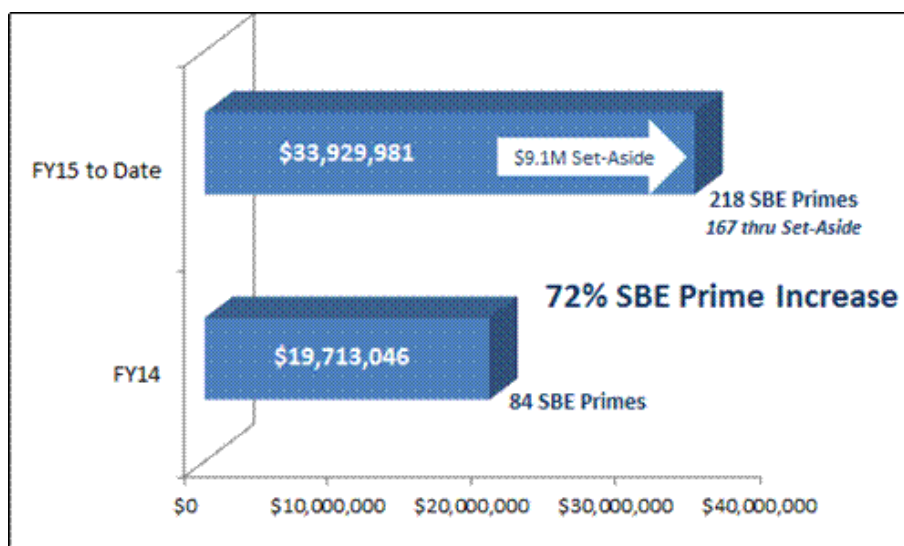 FY15 to Date
$33,929,981
$9.1M Set-Aside
218 SBE Primes
167 thru Set-Aside
72% SBE Prime Increase
FY14
$19,713,046
84 SBE Primes
$0 $10,000,000 $20,000,000 $30,000,000 $40,000,000